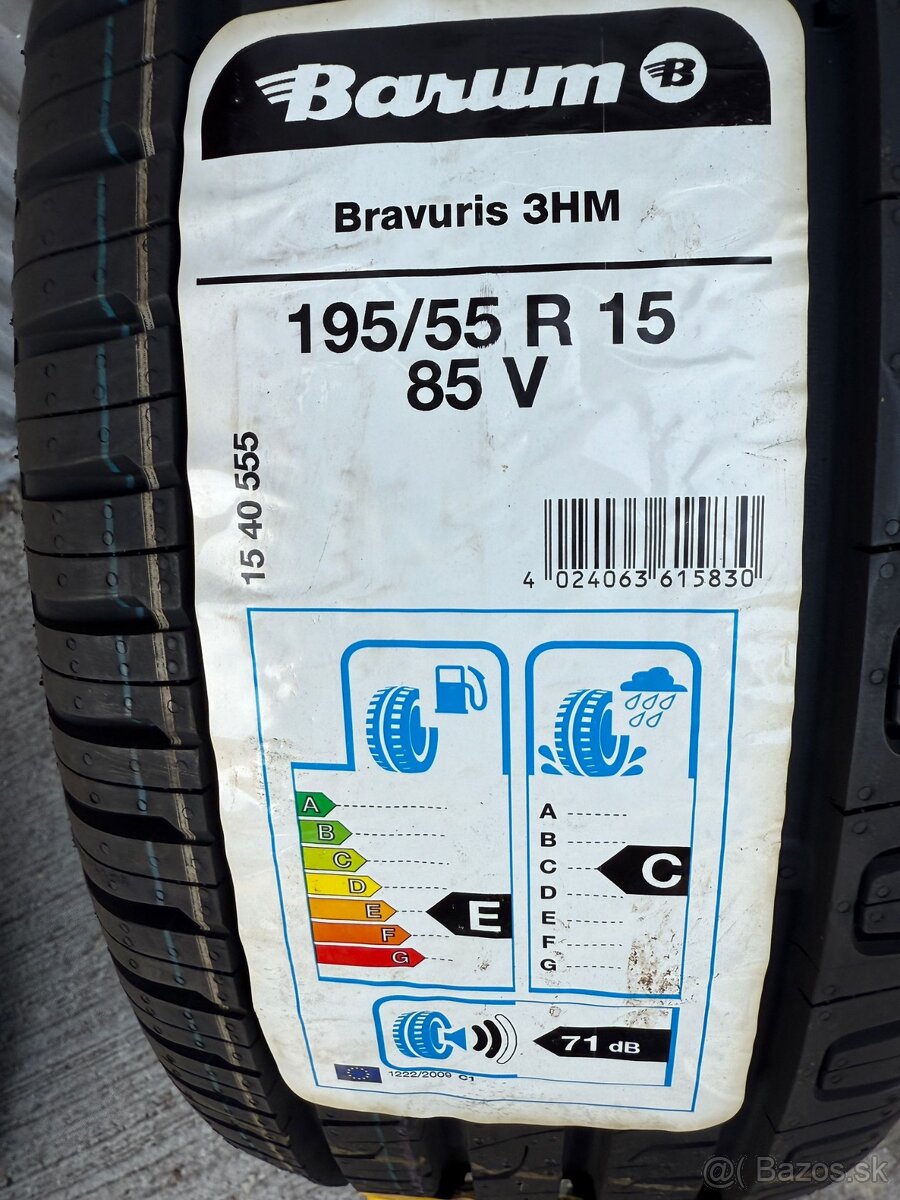 Barum B
Bravuris 3HM
195/55 R 15
85 V
15 40 555
4 024063 615830
A
B
C
D
E
F
G
E
A
B
C
D
E
F
G
C
71 dB
1222/2009 C1
@( Bazos.sk